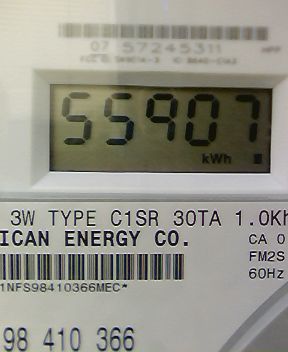 07 57245311
55907
kWh
3W TYPE C1SR 30TA 1.0Kh
ICAN ENERGY CO.
CA 0
FM2S
60Hz
1NFS98410366MEC*
98 410 366